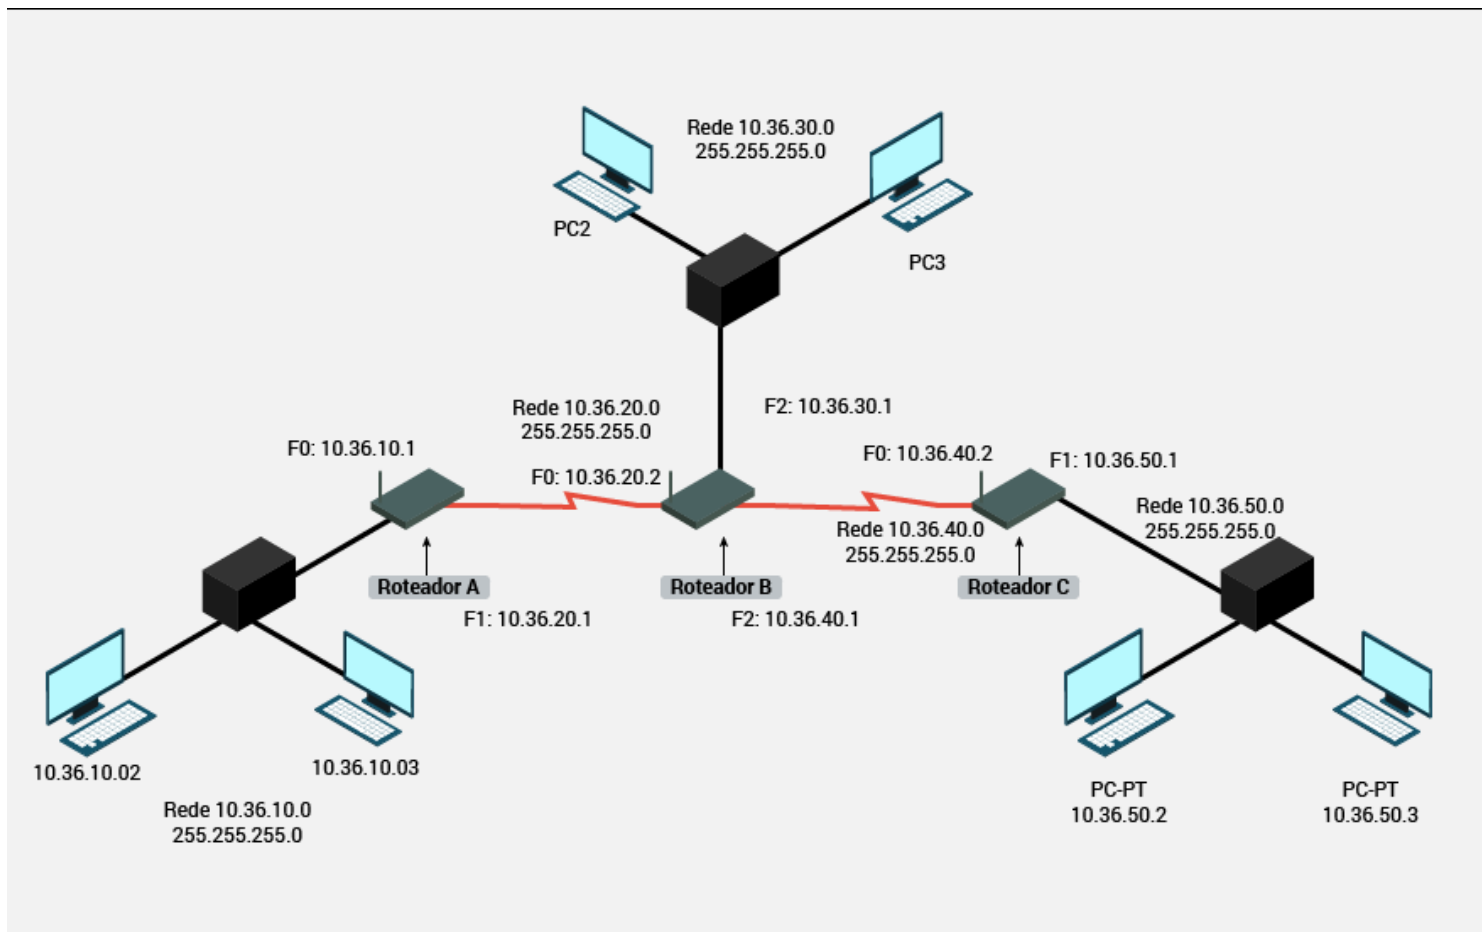 Rede 10.36.30.0
255.255.255.0
PC2
PC3
Rede 10.36.20.0
255.255.255.0
F2: 10.36.30.1
F0: 10.36.10.1
F0: 10.36.20.2
F0: 10.36.40.2
F1: 10.36.50.1
Rede 10.36.50.0
255.255.255.0
Rede 10.36.40.0
255.255.255.0
Roteador A
Roteador B
Roteador C
F1: 10.36.20.1
F2: 10.36.40.1
10.36.10.02
10.36.10.03
Rede 10.36.10.0
255.255.255.0
PC-PT
10.36.50.2
PC-PT
10.36.50.3